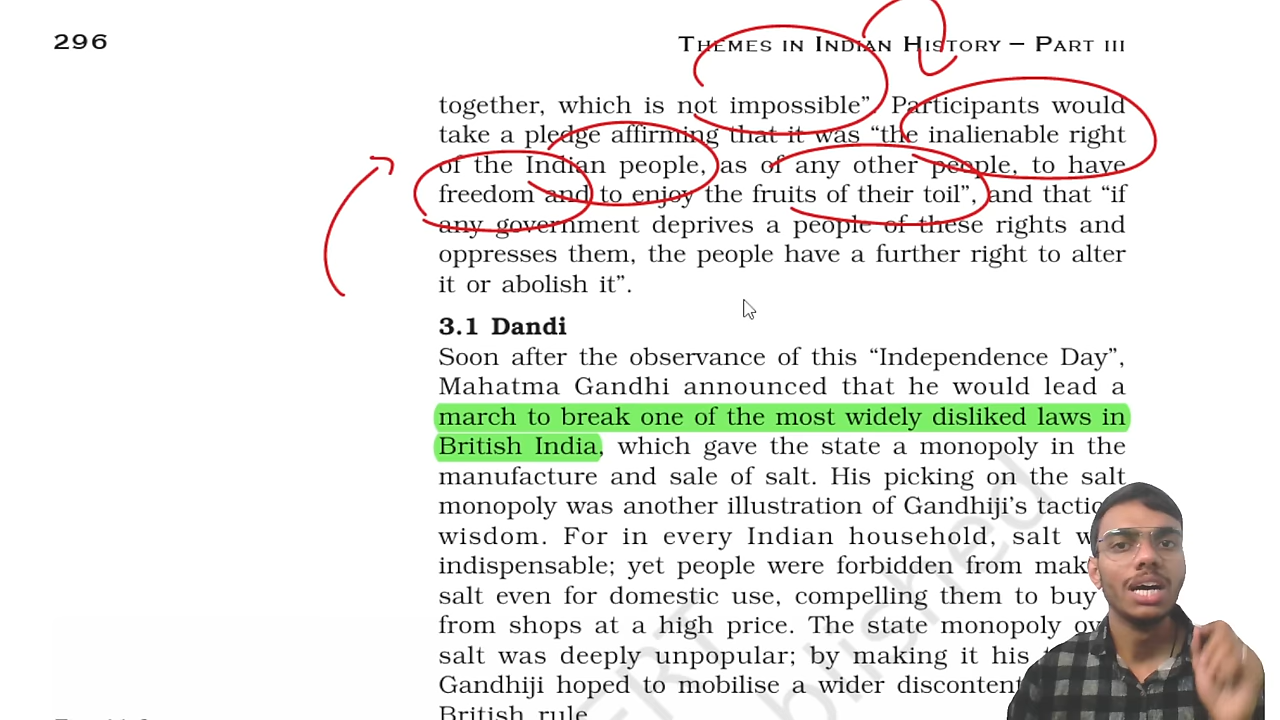 296
THEMES IN INDIAN HISTORY – PART III
together, which is not impossible”. Participants would
take a pledge affirming that it was “the inalienable right
of the Indian people, as of any other people, to have
freedom and to enjoy the fruits of their toil”, and that “if
any government deprives a people of these rights and
oppresses them, the people have a further right to alter
it or abolish it”.
3.1 Dandi
Soon after the observance of this “Independence Day”,
Mahatma Gandhi announced that he would lead a
march to break one of the most widely disliked laws in
British India, which gave the state a monopoly in the
manufacture and sale of salt. His picking on the salt
monopoly was another illustration of Gandhiji’s
wisdom. For in every Indian household, salt
indispensable; yet people were forbidden from
salt even for domestic use, compelling them to buy
from shops at a high price. The state monopoly
salt was deeply unpopular; by making it his
Gandhiji hoped to mobilise a wider discontent
British rule